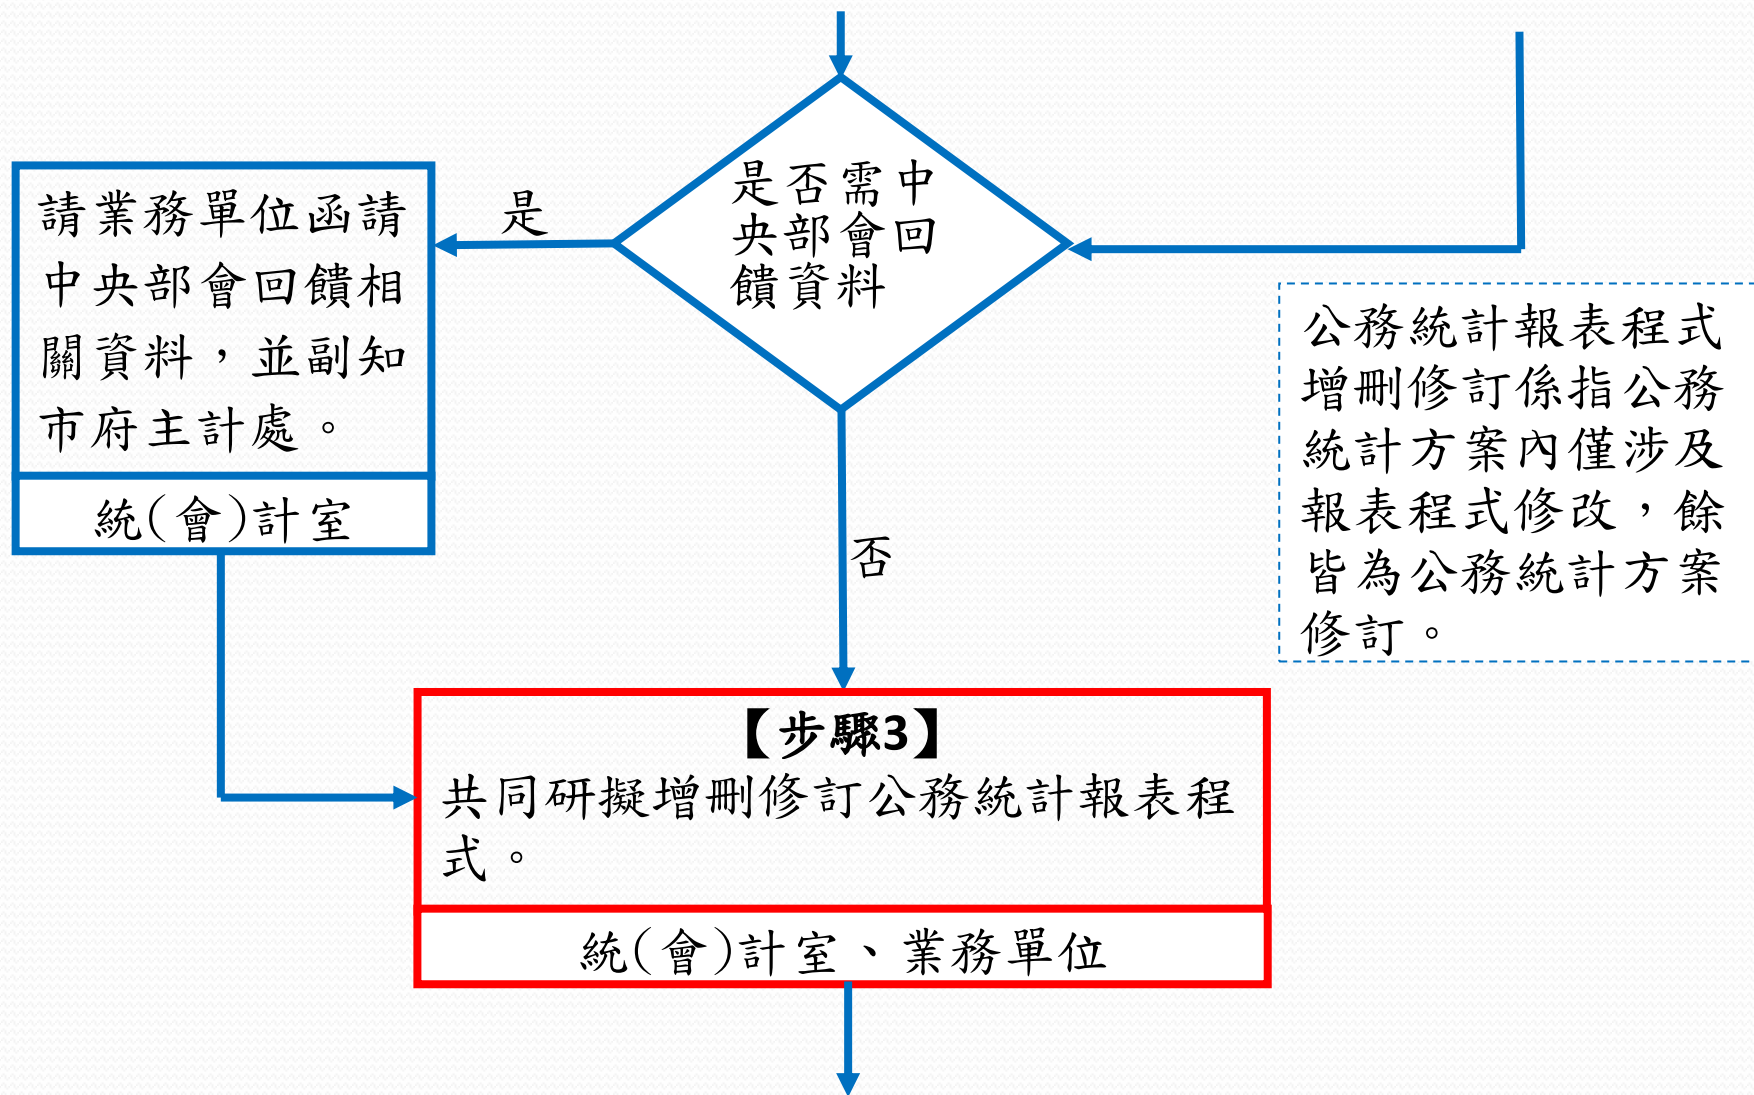 是否需中
央部會回
饋資料
是
請業務單位函請
中央部會回饋相
關資料，並副知
市府主計處。
統(會)計室
否
公務統計報表程式
增刪修訂係指公務
統計方案內僅涉及
報表程式修改，餘
皆為公務統計方案
修訂。
【步驟3】
共同研擬增刪修訂公務統計報表程
式。
統(會)計室、業務單位